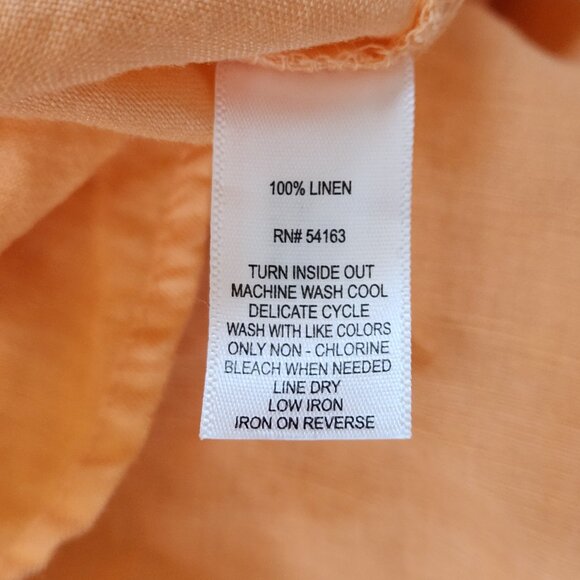 100% LINEN
RN# 54163
TURN INSIDE OUT
MACHINE WASH COOL
DELICATE CYCLE
WASH WITH LIKE COLORS
ONLY NON - CHLORINE
BLEACH WHEN NEEDED
LINE DRY
LOW IRON
IRON ON REVERSE